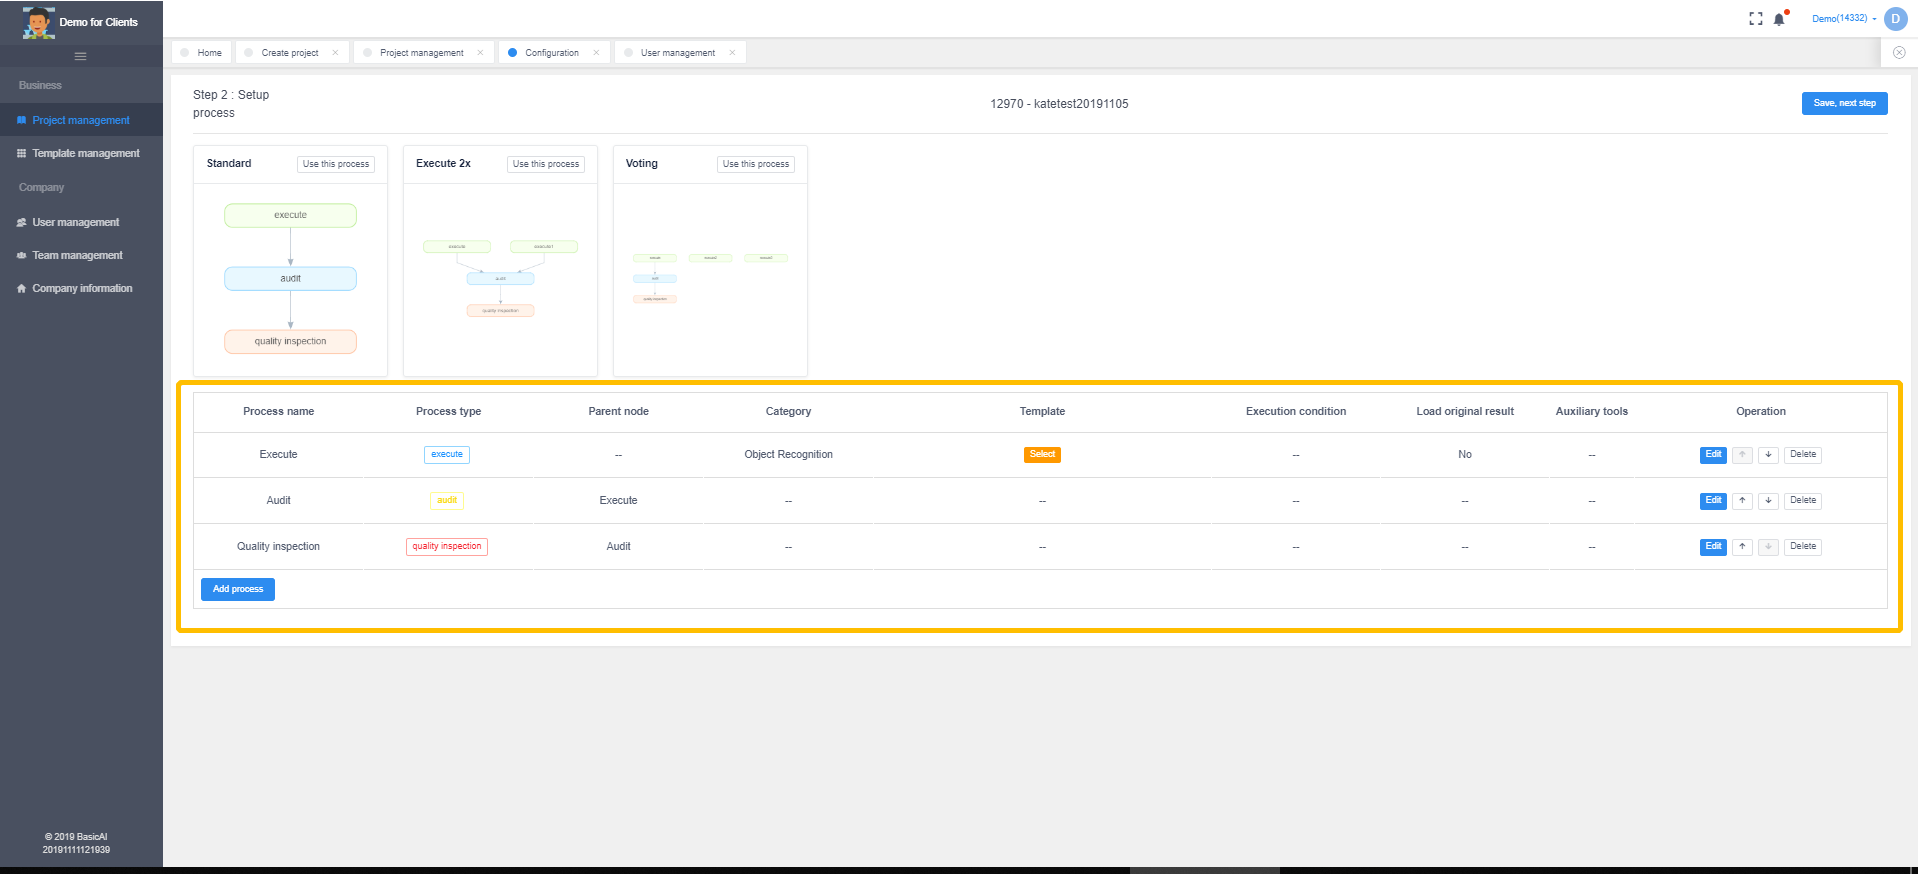 Demo for Clients
Demo(14332)
D
Home
Create project
Project management
Configuration
User management
Business
Project management
Template management
Company
User management
Team management
Company information
Step 2 : Setup
process
12970 - katetest20191105
Save, next step
Standard
Use this process
Execute 2x
Use this process
Voting
Use this process
execute
audit
quality inspection
execute
execute1
audit
quality inspection
execute
audit
quality inspection
Process name Process type Parent node Category Template Execution condition Load original result Auxiliary tools Operation
Execute execute -- Object Recognition Select -- No -- Edit Delete
Audit audit Execute -- -- -- -- -- Edit Delete
Quality inspection quality inspection Audit -- -- -- -- -- Edit Delete
Add process
© 2019 BasicAI
20191111121939